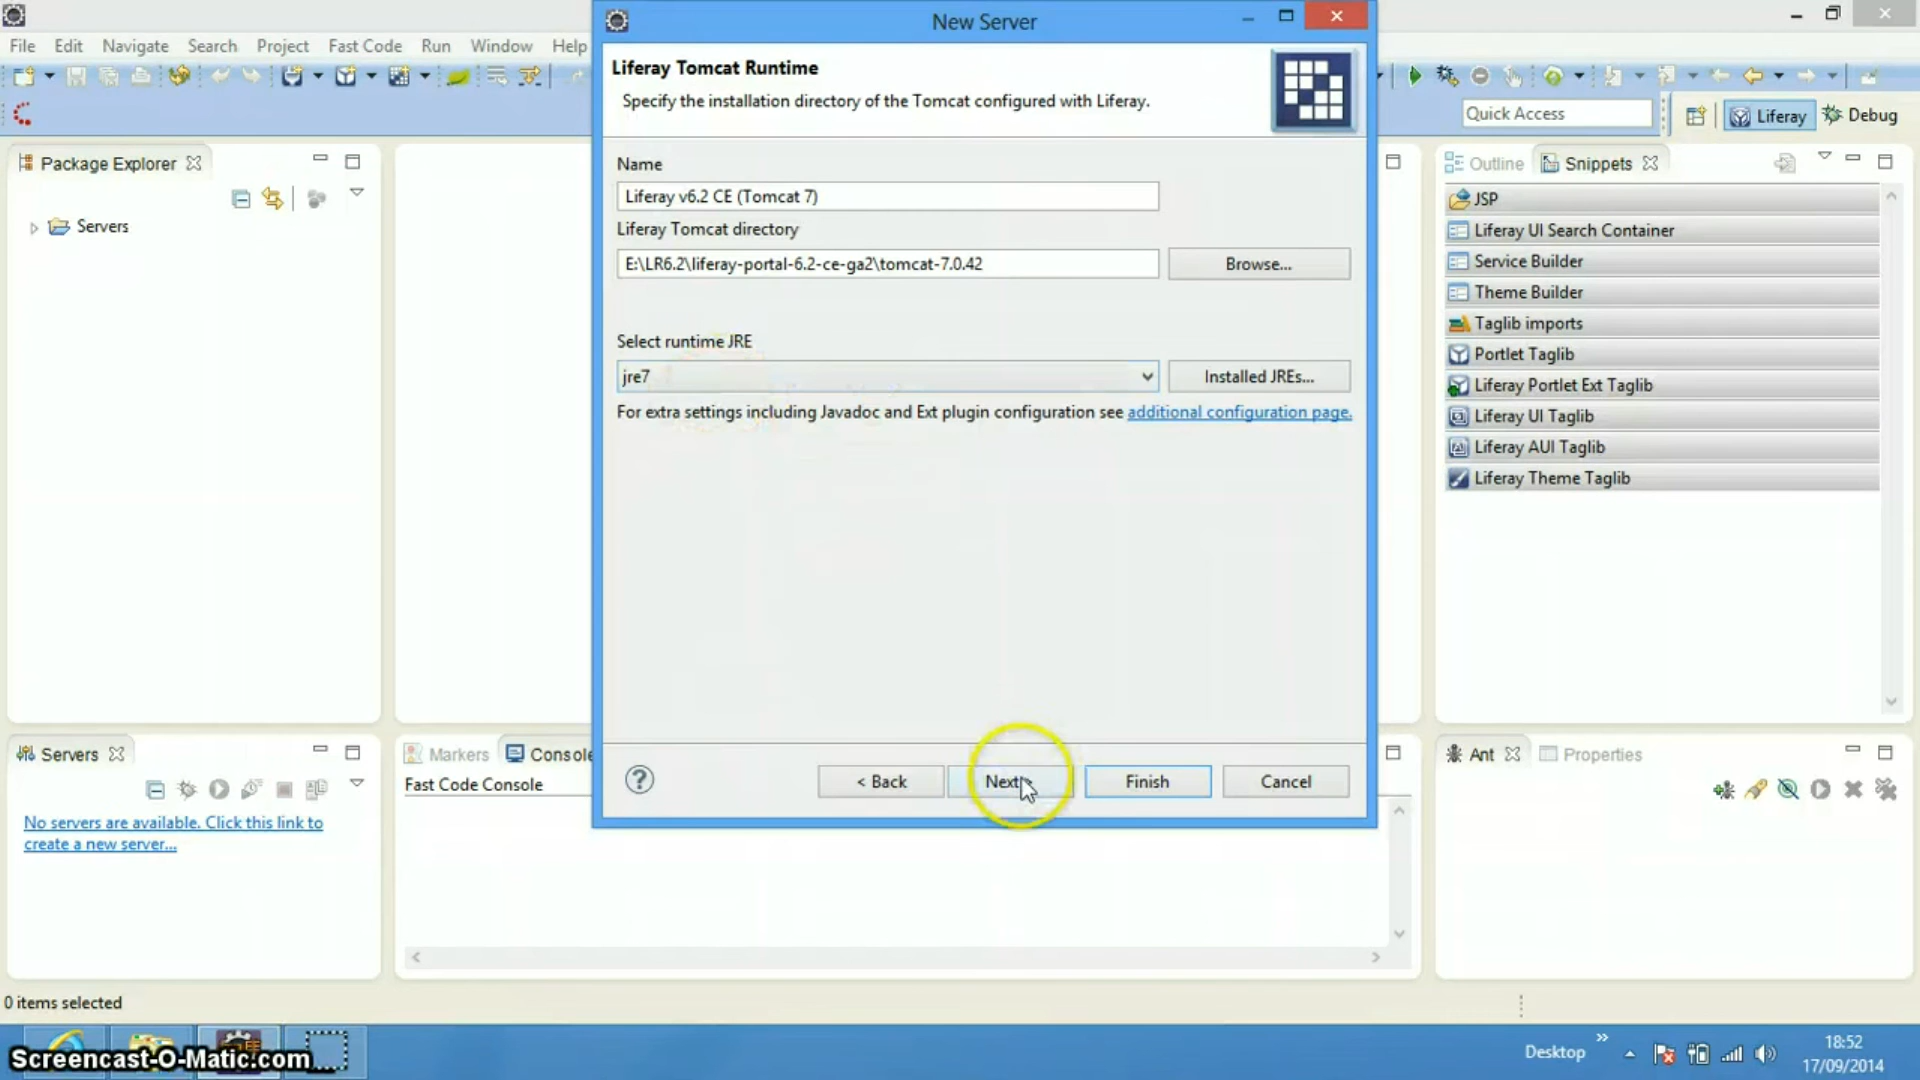 New Server
File Edit Navigate Search Project Fast Code Run Window Help
Liferay Tomcat Runtime
Specify the installation directory of the Tomcat configured with Liferay.
Quick Access
Liferay
Debug
Package Explorer
Servers
Name
Liferay v6.2 CE (Tomcat 7)
Liferay Tomcat directory
E:\LR6.2\liferay-portal-6.2-ce-ga2\tomcat-7.0.42
Browse...
Select runtime JRE
jre7
Installed JREs...
For extra settings including Javadoc and Ext plugin configuration see additional configuration page.
< Back
Next
Finish
Cancel
Outline
Snippets
JSP
Liferay UI Search Container
Service Builder
Theme Builder
Taglib imports
Portlet Taglib
Liferay Portlet Ext Taglib
Liferay UI Taglib
Liferay AUI Taglib
Liferay Theme Taglib
Servers
No servers are available. Click this link to
create a new server...
Markers
Console
Fast Code Console
Ant
Properties
0 items selected
Screencast-O-Matic.com
Desktop
18:52
17/09/2014